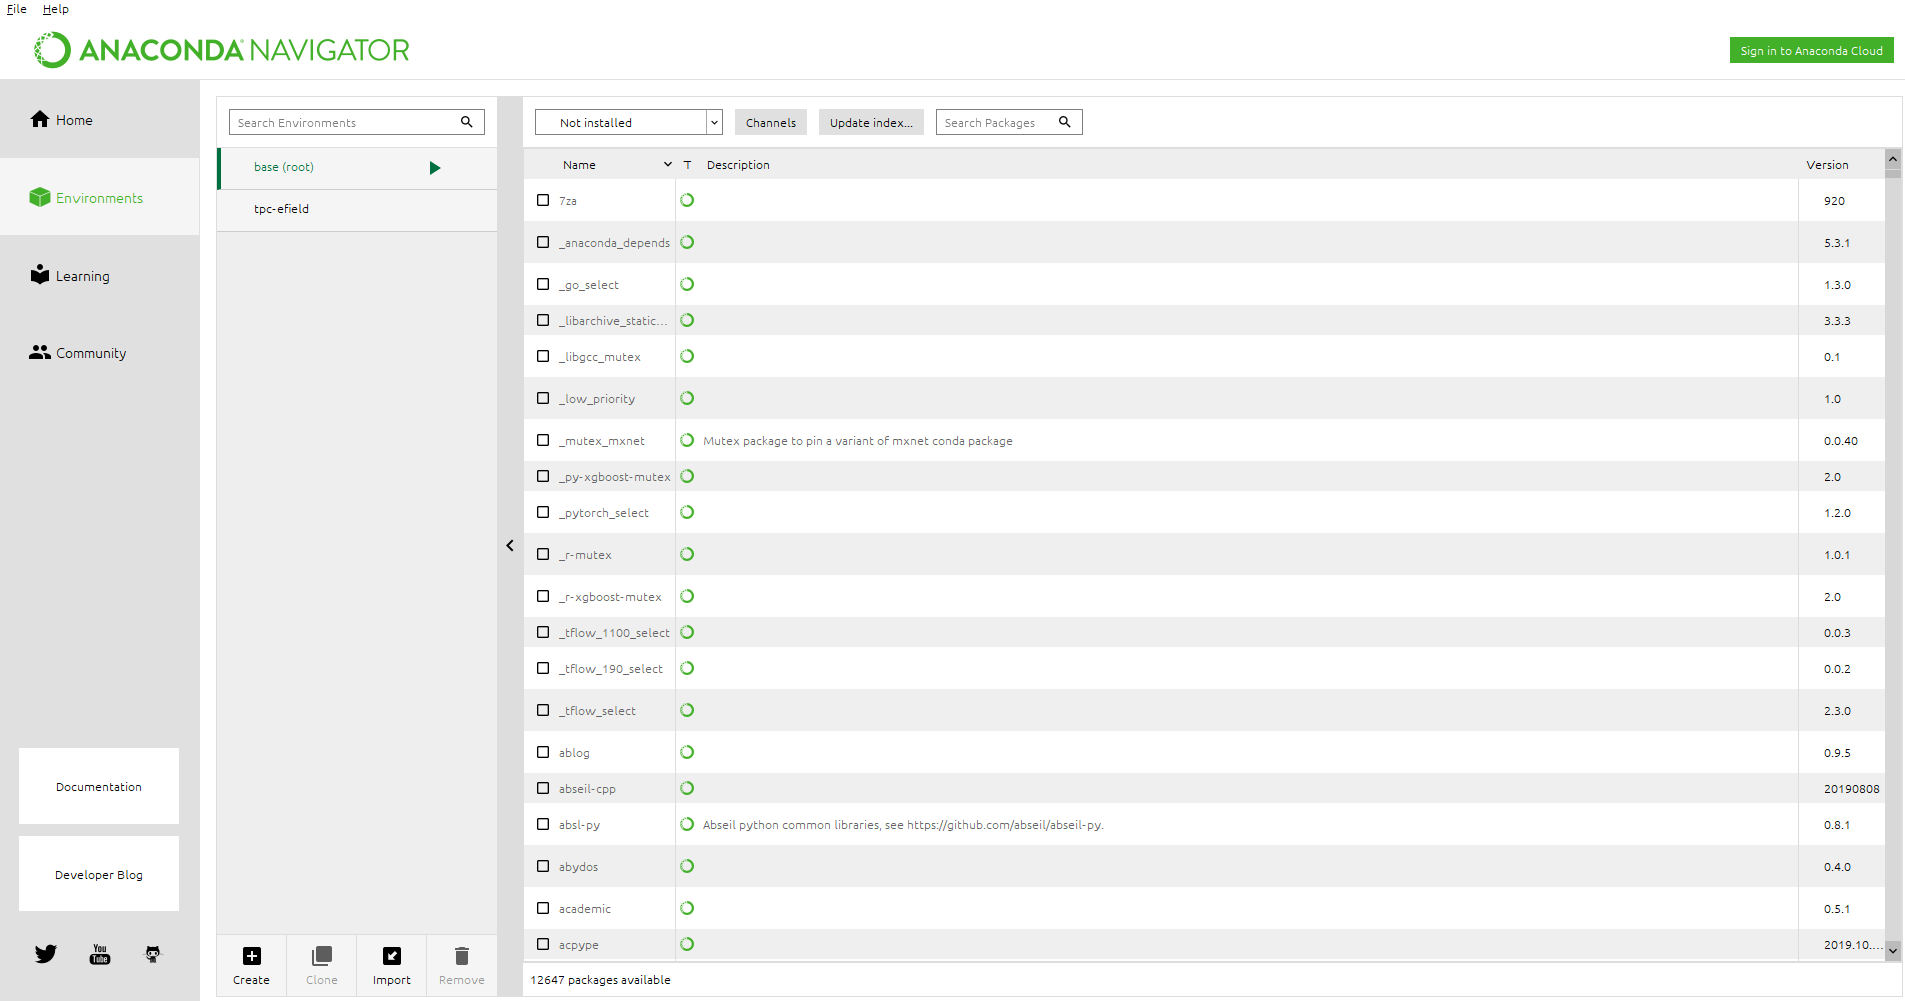 File Help
ANACONDA NAVIGATOR
Sign in to Anaconda Cloud
Home
Environments
Learning
Community
Documentation
Developer Blog
You
Tube
Search Environments
base (root)
tpc-efield
Create
Clone
Import
Remove
Not installed
Channels
Update index...
Search Packages
Name T Description Version
7za 920
_anaconda_depends 5.3.1
_go_select 1.3.0
_libarchive_static... 3.3.3
_libgcc_mutex 0.1
_low_priority 1.0
_mutex_mxnet Mutex package to pin a variant of mxnet conda package 0.0.40
_py-xgboost-mutex 2.0
_pytorch_select 1.2.0
_r-mutex 1.0.1
_r-xgboost-mutex 2.0
_tflow_1100_select 0.0.3
_tflow_190_select 0.0.2
_tflow_select 2.3.0
ablog 0.9.5
abseil-cpp 20190808
absl-py Abseil python common libraries, see https://github.com/abseil/abseil-py. 0.8.1
abydos 0.4.0
academic 0.5.1
acpype 2019.10....
12647 packages available